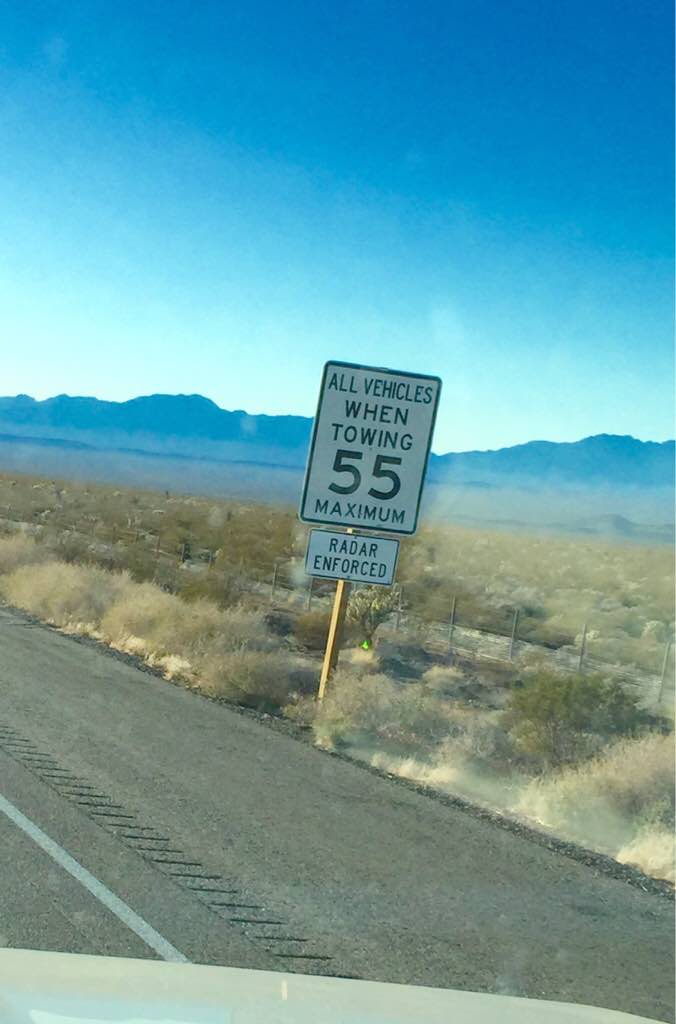 ALL VEHICLES
WHEN
TOWING
55
MAXIMUM
RADAR
ENFORCED